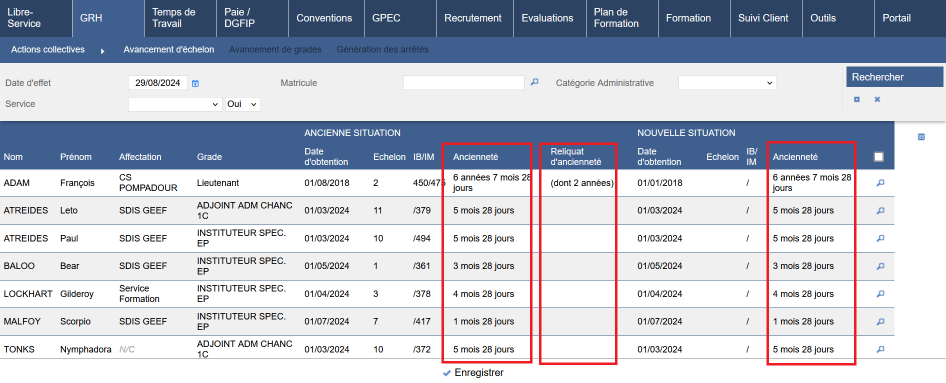 Libre-Service
GRH
Temps de Travail
Paie / DGFIP
Conventions
GPEC
Recrutement
Evaluations
Plan de Formation
Formation
Suivi Client
Outils
Portail
Actions collectives
Avancement d'échelon
Avancement de grades
Génération des arrêtés
Date d'effet 29/08/2024 Matricule Catégorie Administrative
Rechercher
Service Oui
ANCIENNE SITUATION NOUVELLE SITUATION
Nom Prénom Affectation Grade Date d'obtention Echelon IB/IM Ancienneté Reliquat d'ancienneté Date d'obtention Echelon IB/IM Ancienneté
ADAM François CS POMPADOUR Lieutenant 01/08/2018 2 450/475 6 années 7 mois 28 jours (dont 2 années) 01/01/2018 / 6 années 7 mois 28 jours
ATREIDES Leto SDIS GEEF ADJOINT ADM CHANC 1C 01/03/2024 11 /379 5 mois 28 jours 01/03/2024 / 5 mois 28 jours
ATREIDES Paul SDIS GEEF INSTITUTEUR SPEC. EP 01/03/2024 10 /494 5 mois 28 jours 01/03/2024 / 5 mois 28 jours
BALOO Bear SDIS GEEF INSTITUTEUR SPEC. EP 01/05/2024 1 /361 3 mois 28 jours 01/05/2024 / 3 mois 28 jours
LOCKHART Gilderoy Service Formation INSTITUTEUR SPEC. EP 01/04/2024 3 /378 4 mois 28 jours 01/04/2024 / 4 mois 28 jours
MALFOY Scorpio SDIS GEEF INSTITUTEUR SPEC. EP 01/07/2024 7 /417 1 mois 28 jours 01/07/2024 / 1 mois 28 jours
TONKS Nymphadora N/C ADJOINT ADM CHANC 1C 01/03/2024 10 /372 5 mois 28 jours 01/03/2024 / 5 mois 28 jours
Enregistrer